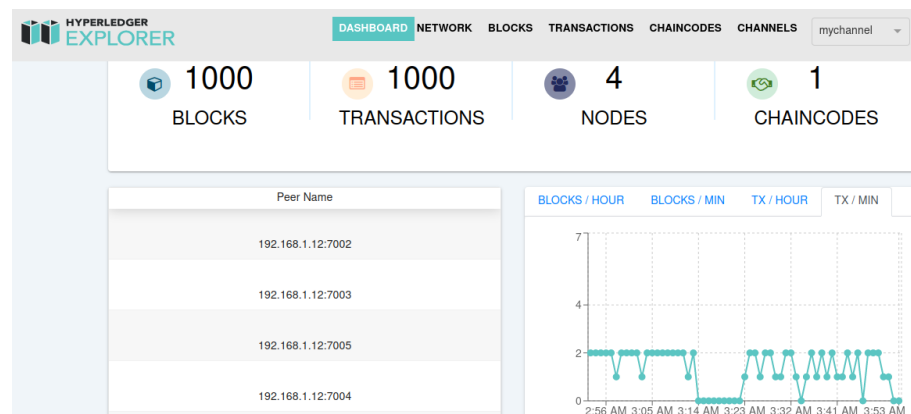 HYPERLEDGER
EXPLORER
DASHBOARD NETWORK BLOCKS TRANSACTIONS CHAINCODES CHANNELS mychannel
1000 1000 4 1
BLOCKS TRANSACTIONS NODES CHAINCODES
Peer Name
192.168.1.12:7002
192.168.1.12:7003
192.168.1.12:7005
192.168.1.12:7004
BLOCKS / HOUR BLOCKS / MIN TX / HOUR TX / MIN
7
4
2
0
2:56 AM 3:05 AM 3:14 AM 3:23 AM 3:32 AM 3:41 AM 3:53 AM